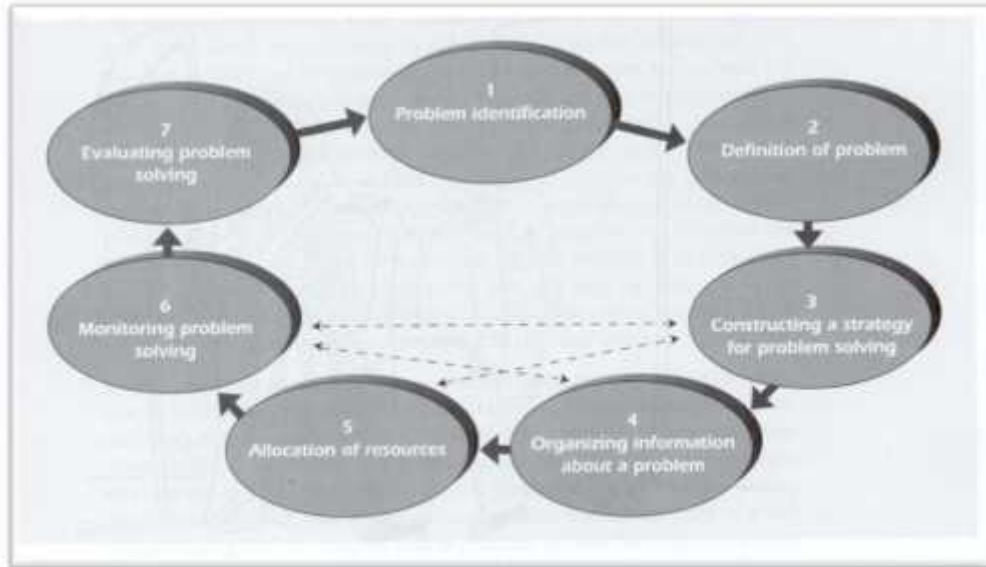 1
Problem identification
2
Definition of problem
3
Constructing a strategy
for problem solving
4
Organizing information
about a problem
5
Allocation of resources
6
Monitoring problem
solving
7
Evaluating problem
solving